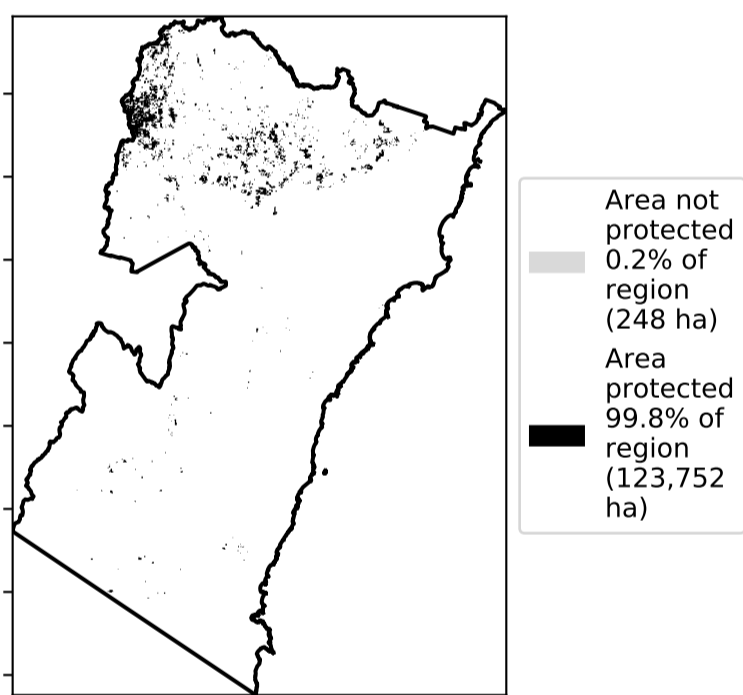 Area not
protected
0.2% of
region
(248 ha)
Area
protected
99.8% of
region
(123,752
ha)